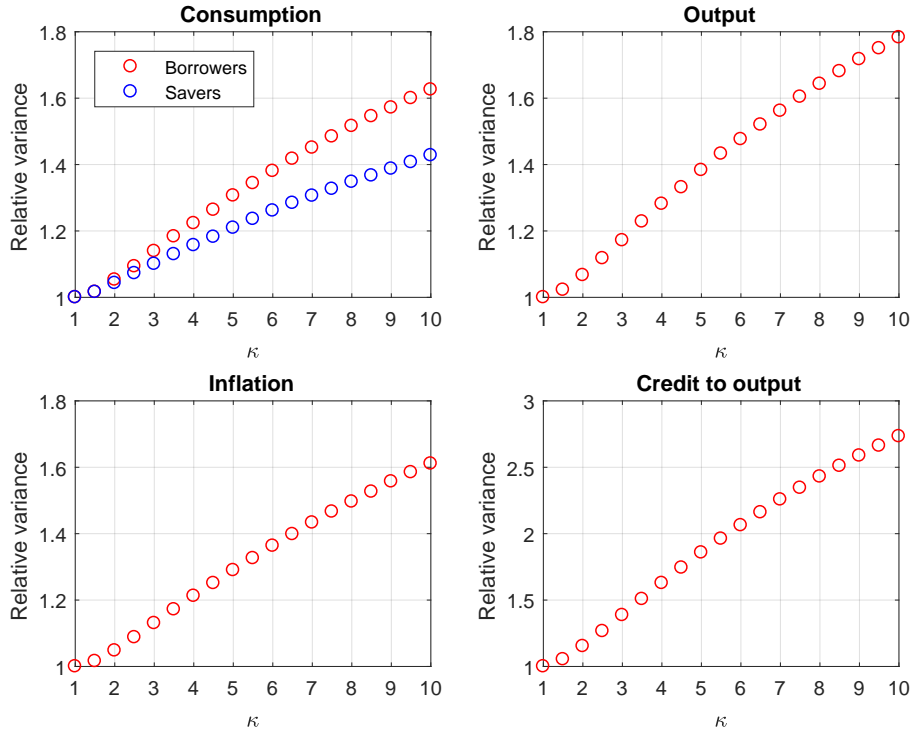 Consumption
Relative variance
1.8
1.6
1.4
1.2
1
Borrowers
Savers
1 2 3 4 5 6 7 8 9 10
κ
Output
Relative variance
1.8
1.6
1.4
1.2
1
1 2 3 4 5 6 7 8 9 10
κ
Inflation
Relative variance
1.8
1.6
1.4
1.2
1
1 2 3 4 5 6 7 8 9 10
κ
Credit to output
Relative variance
3
2.5
2
1.5
1
1 2 3 4 5 6 7 8 9 10
κ